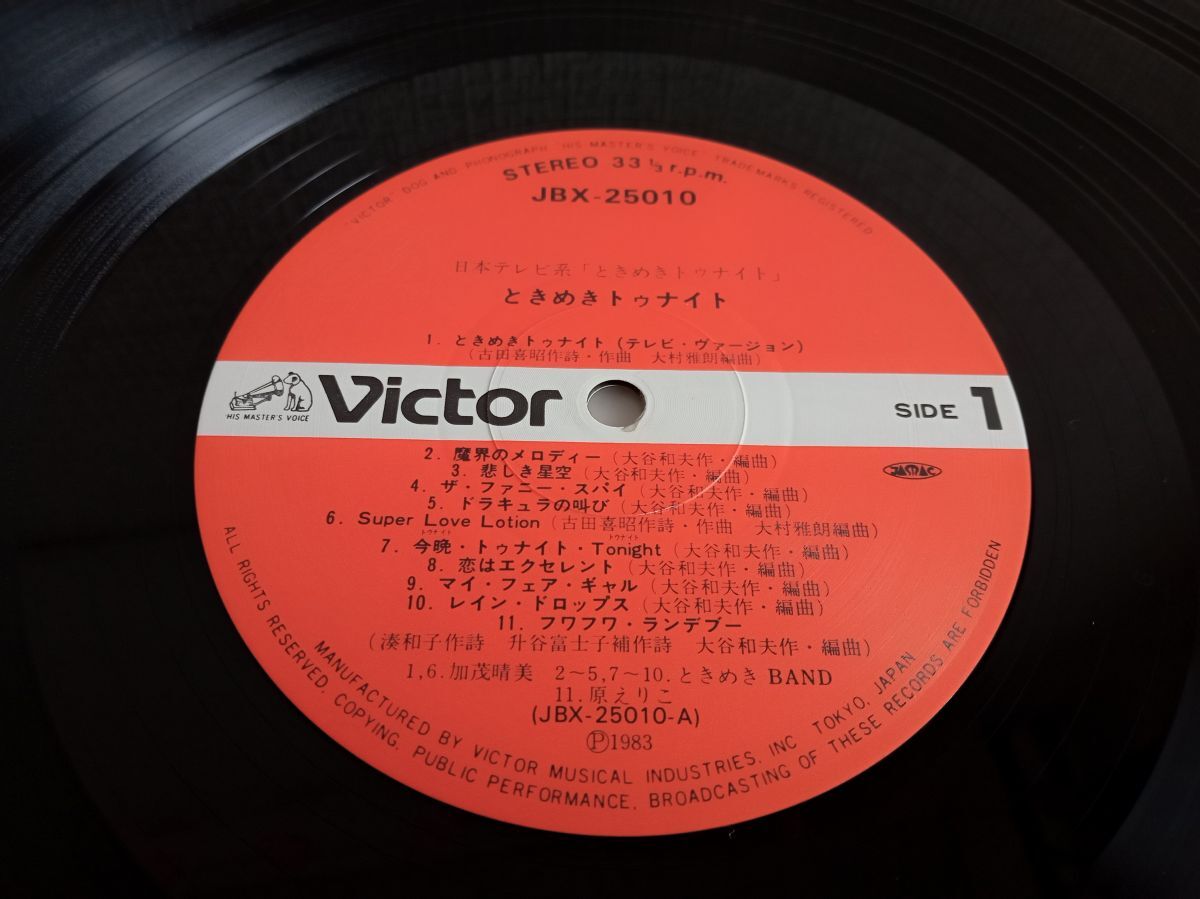 "VICTOR" DOG AND PHONOGRAPH "HIS MASTER'S VOICE" TRADEMARKS REGISTERED
STEREO 33 1/3 r.p.m.
JBX-25010
日本テレビ系「ときめきトゥナイト」
ときめきトゥナイト
1. ときめきトゥナイト (テレビ・ヴァージョン)
(古田喜昭作詩・作曲 大村雅朗編曲)
"HIS MASTER'S VOICE"
Victor
SIDE 1
2. 魔界のメロディー (大谷和夫作・編曲)
3. 悲しき星空 (大谷和夫作・編曲)
4. ザ・ファニー・スパイ (大谷和夫作・編曲)
JASRAC
5. ドラキュラの叫び (大谷和夫作・編曲)
6. Super Love Lotion (古田喜昭作詩・作曲 大村雅朗編曲)
トゥナイト トゥナイト
7. 今晩・トゥナイト・Tonight (大谷和夫作・編曲)
8. 恋はエクセレント (大谷和夫作・編曲)
9. マイ・フェア・ギャル (大谷和夫作・編曲)
10. レイン・ドロップス (大谷和夫作・編曲)
11. フワフワ・ランデブー
(湊和子作詩 升谷富士子補作詩 大谷和夫作・編曲)
1,6. 加茂晴美 2〜5,7〜10. ときめき BAND
11. 原えりこ
(JBX-25010-A)
Ⓟ1983
MANUFACTURED BY VICTOR MUSICAL INDUSTRIES, INC. TOKYO, JAPAN
ALL RIGHTS RESERVED. COPYING, PUBLIC PERFORMANCE, BROADCASTING OF THESE RECORDS ARE FORBIDDEN